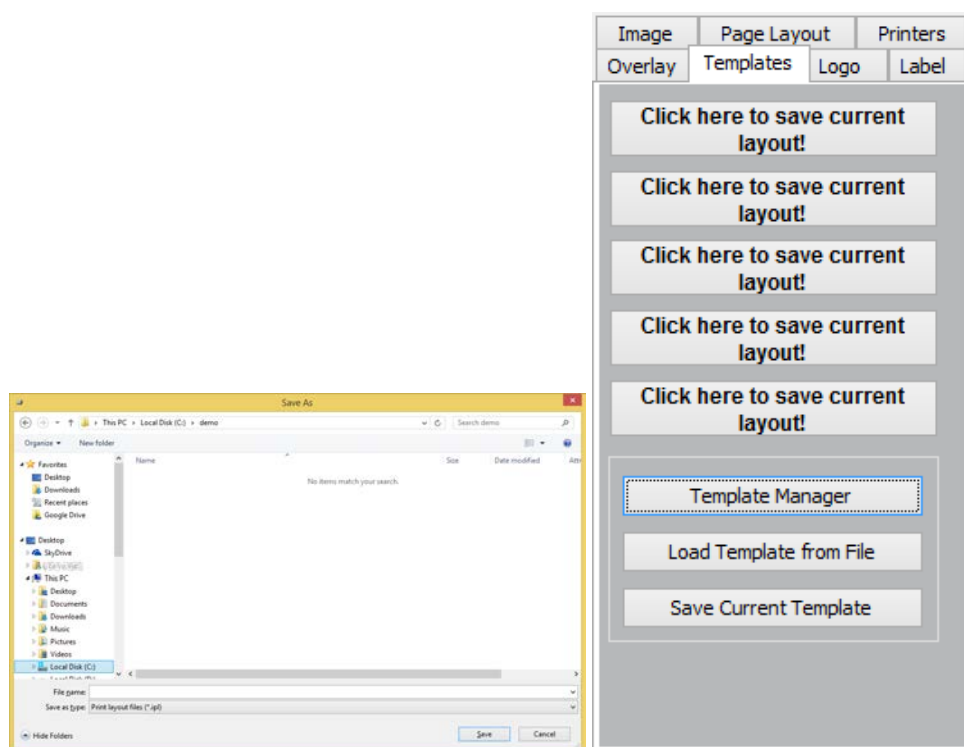 Image
Page Layout
Printers
Overlay
Templates
Logo
Label
Click here to save current
layout!
Click here to save current
layout!
Click here to save current
layout!
Click here to save current
layout!
Click here to save current
layout!
Template Manager
Load Template from File
Save Current Template
Save As
This PC
Local Disk (C:)
demo
Search demo
Organize
New folder
Name
Size
Date modified
No items match your search.
Favorites
Desktop
Downloads
Recent places
Google Drive
Desktop
SkyDrive
This PC
Desktop
Documents
Downloads
Music
Pictures
Videos
Local Disk (C:)
File name:
Save as type:
Print layout files (*.ipl)
Hide Folders
Save
Cancel